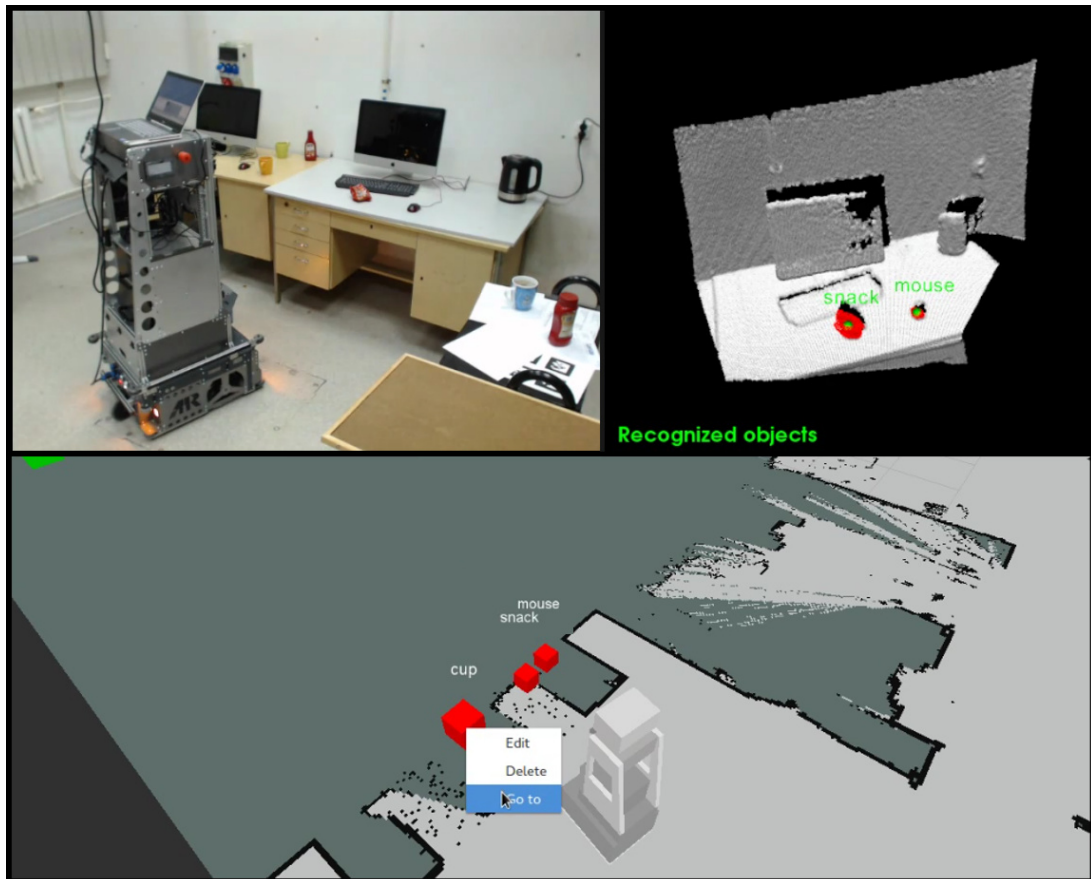 snack
mouse
Recognized objects
mouse
snack
cup
Edit
Delete
Go to